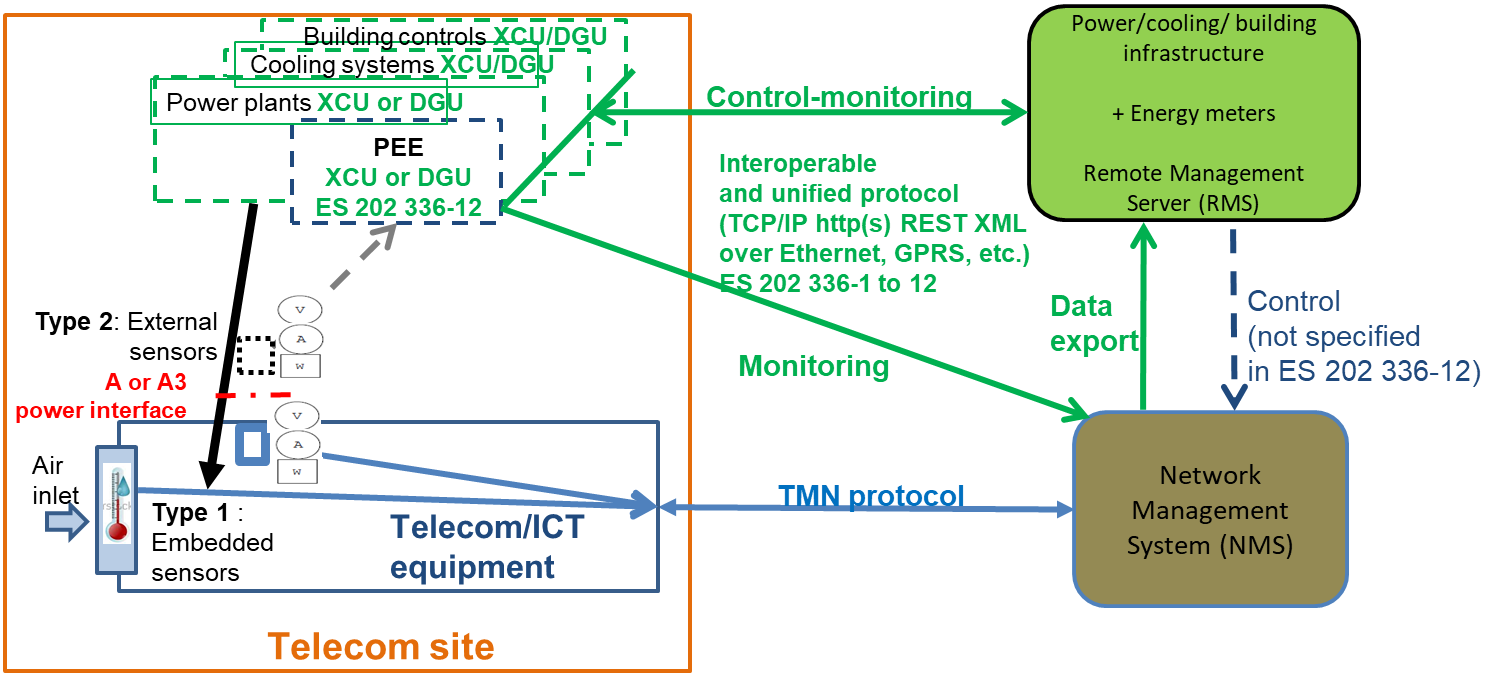 Building controls XCU/DGU
Cooling systems XCU/DGU
Power plants XCU or DGU
PEE
XCU or DGU
ES 202 336-12
Control-monitoring
Power/cooling/ building
infrastructure
+ Energy meters
Remote Management
Server (RMS)
Interoperable
and unified protocol
(TCP/IP http(s) REST XML
over Ethernet, GPRS, etc.)
ES 202 336-1 to 12
Monitoring
Data
export
Control
(not specified
in ES 202 336-12)
Type 2: External
sensors
V
A
W
A or A3
power interface
V
A
W
Air
inlet
Type 1 :
Embedded
sensors
Telecom/ICT
equipment
TMN protocol
Network
Management
System (NMS)
Telecom site